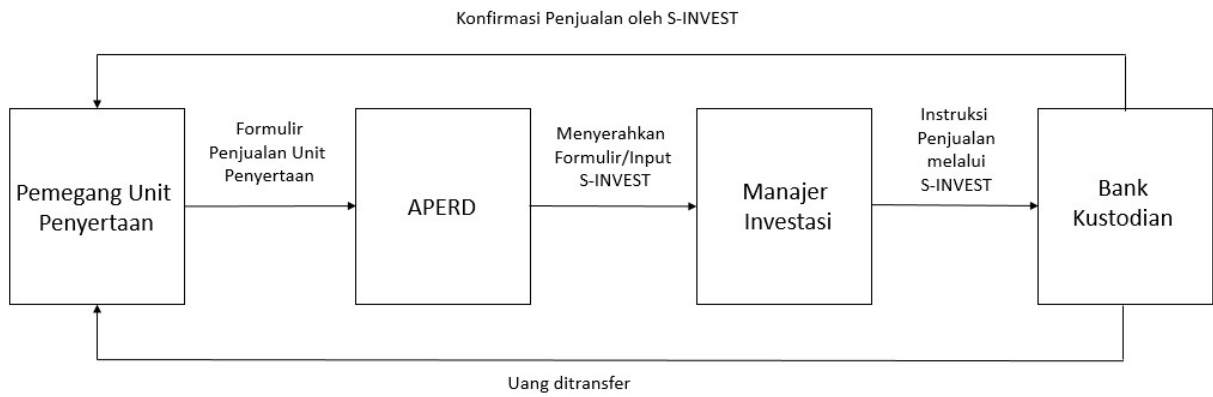 Konfirmasi Penjualan oleh S-INVEST
Formulir
Penjualan Unit
Penyertaan
Menyerahkan
Formulir/Input
S-INVEST
Instruksi
Penjualan
melalui
S-INVEST
Pemegang Unit
Penyertaan
APERD
Manajer
Investasi
Bank
Kustodian
Uang ditransfer